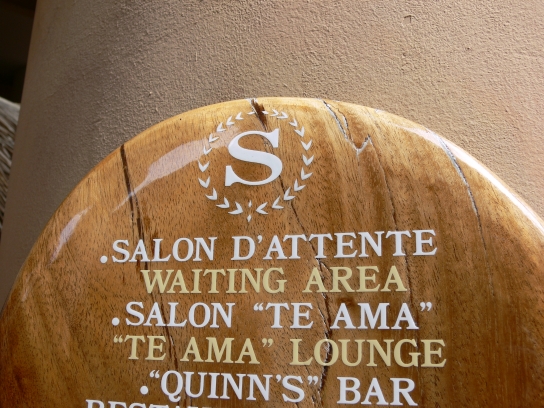 S
.SALON D'ATTENTE
WAITING AREA
.SALON "TE AMA"
"TE AMA" LOUNGE
."QUINN'S" BAR